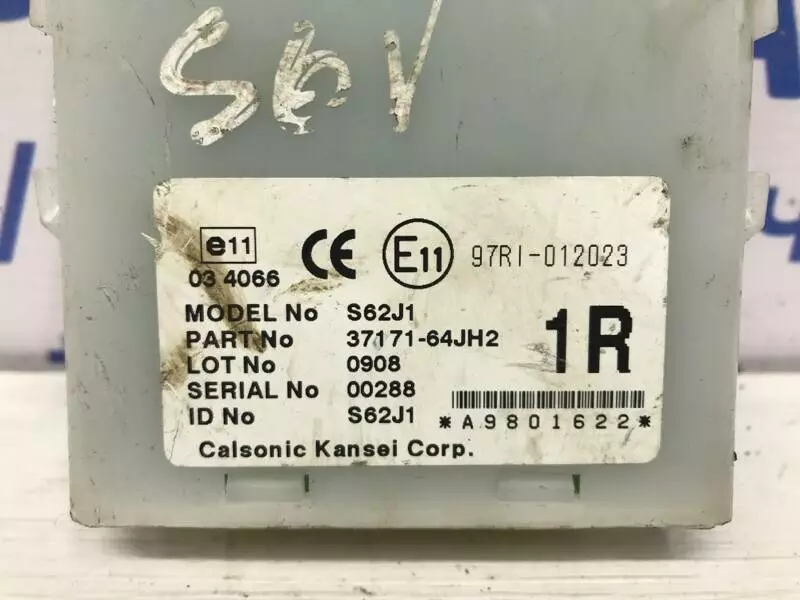 SGV
e11
03 4066
CE
E11
97RI-012023
MODEL No S62J1
PART No 37171-64JH2
LOT No 0908
SERIAL No 00288
ID No S62J1
1R
*A9801622*
Calsonic Kansei Corp.